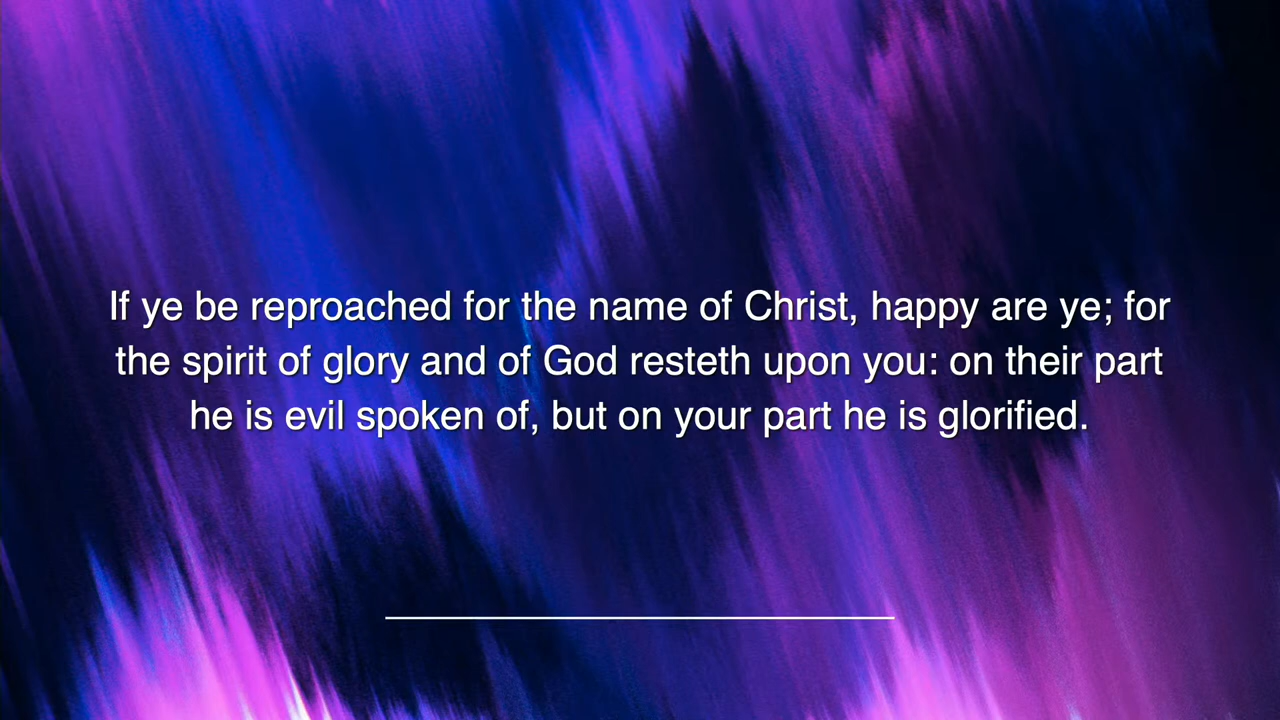 If ye be reproached for the name of Christ, happy are ye; for
the spirit of glory and of God resteth upon you: on their part
he is evil spoken of, but on your part he is glorified.